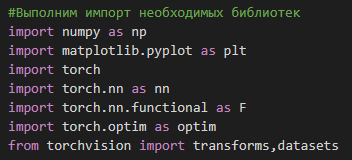 #Выполним импорт необходимых библиотек
import numpy as np
import matplotlib.pyplot as plt
import torch
import torch.nn as nn
import torch.nn.functional as F
import torch.optim as optim
from torchvision import transforms,datasets